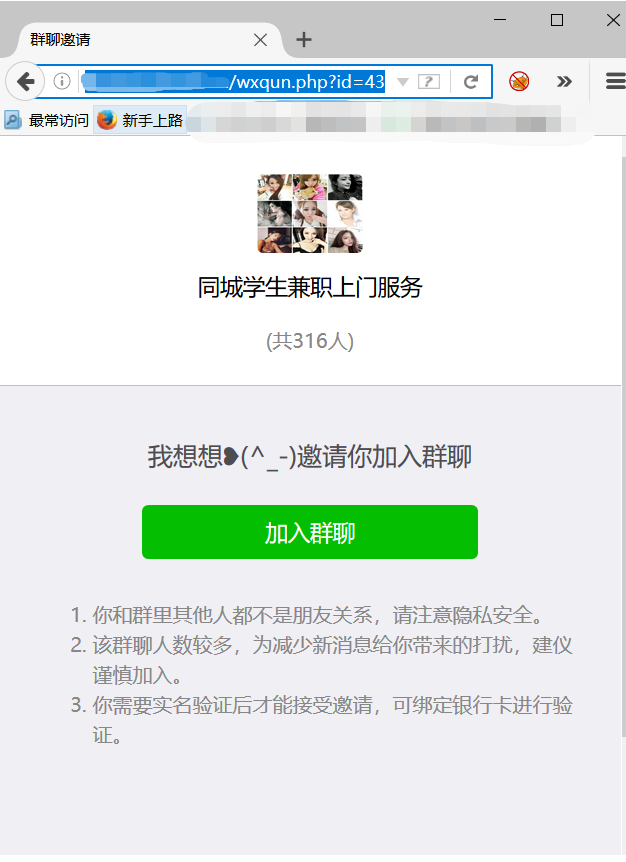 群聊邀请
/wxqun.php?id=43
最常访问 新手上路
同城学生兼职上门服务
(共316人)
我想想❥(^_-)邀请你加入群聊
加入群聊
1. 你和群里其他人都不是朋友关系，请注意隐私安全。
2. 该群聊人数较多，为减少新消息给你带来的打扰，建议
谨慎加入。
3. 你需要实名验证后才能接受邀请，可绑定银行卡进行验
证。